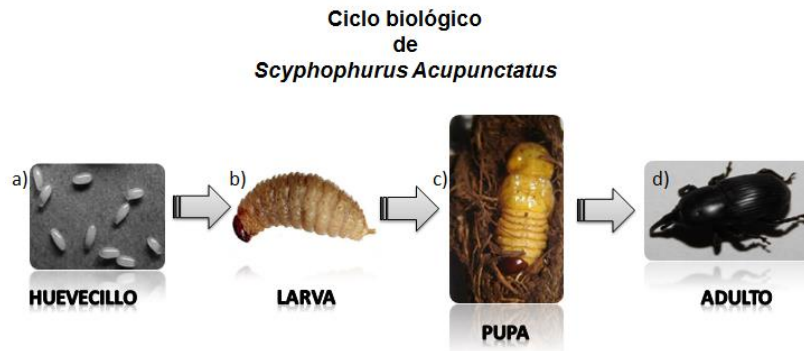 Ciclo biológico
de
Scyphophurus Acupunctatus
a)
b)
c)
d)
HUEVECILLO
LARVA
PUPA
ADULTO